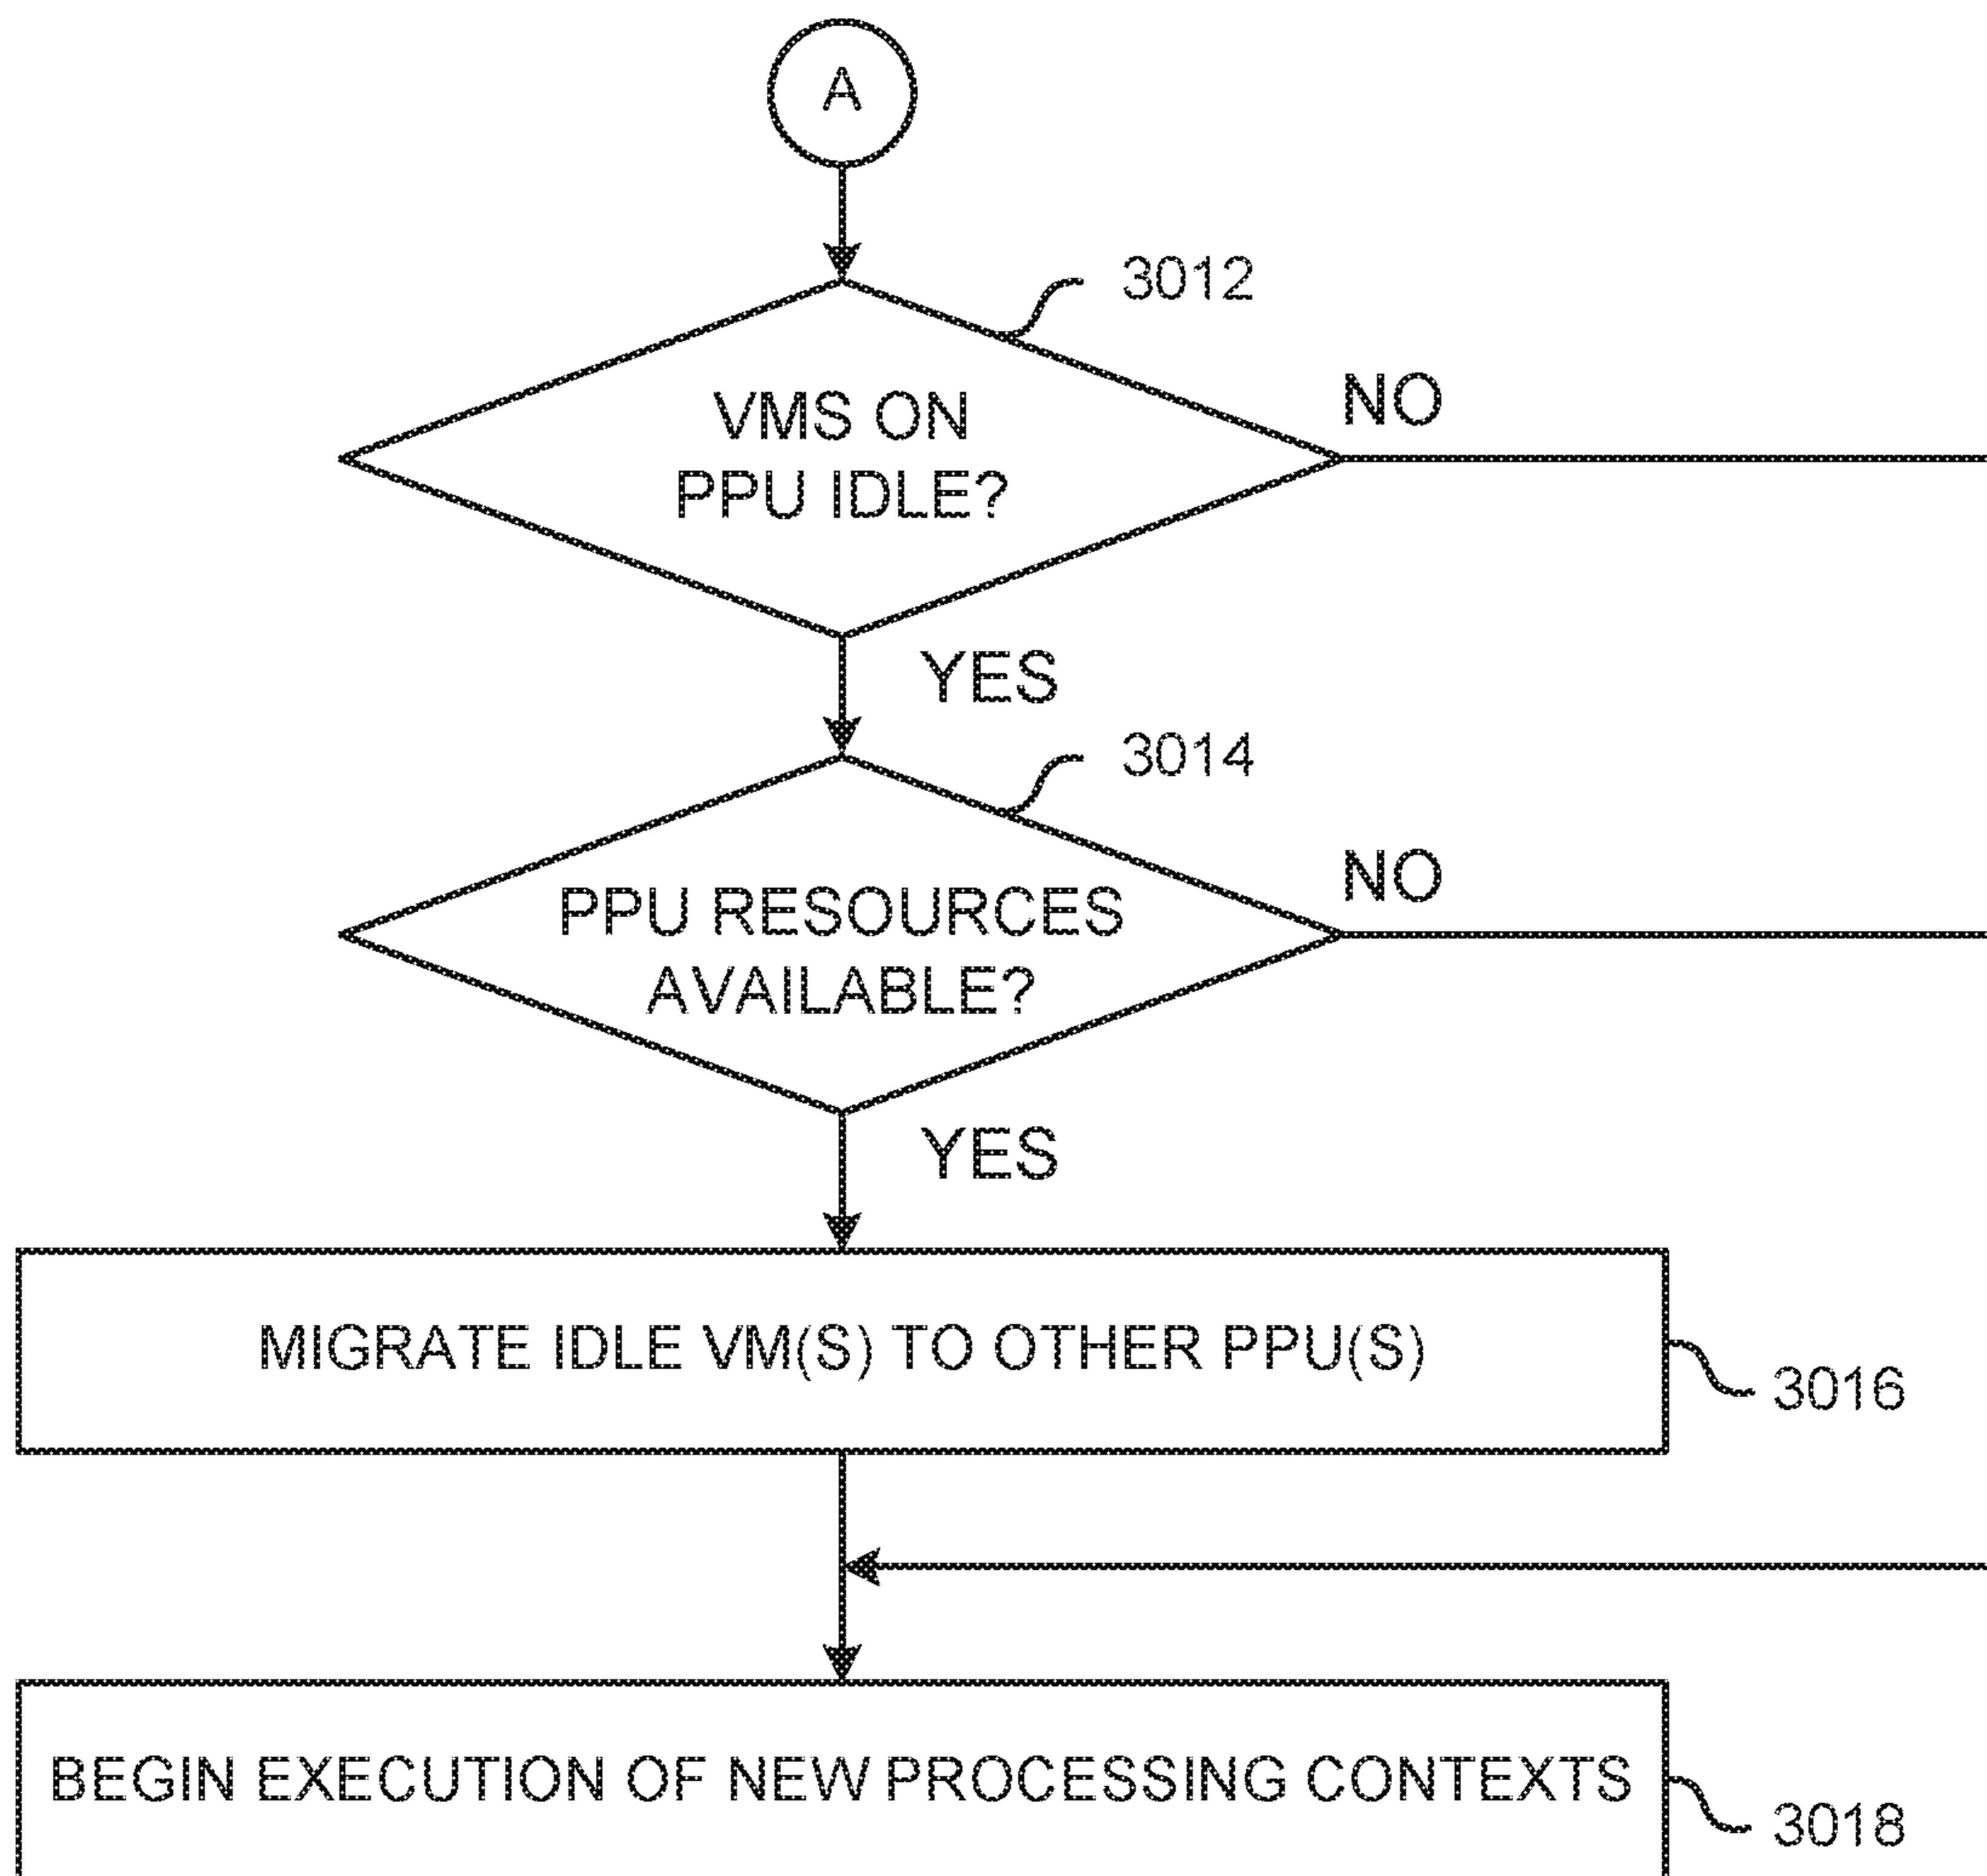 A
3012
VMS ON
PPU IDLE?
NO
YES
3014
PPU RESOURCES
AVAILABLE?
NO
YES
MIGRATE IDLE VM(S) TO OTHER PPU(S)
3016
BEGIN EXECUTION OF NEW PROCESSING CONTEXTS
3018